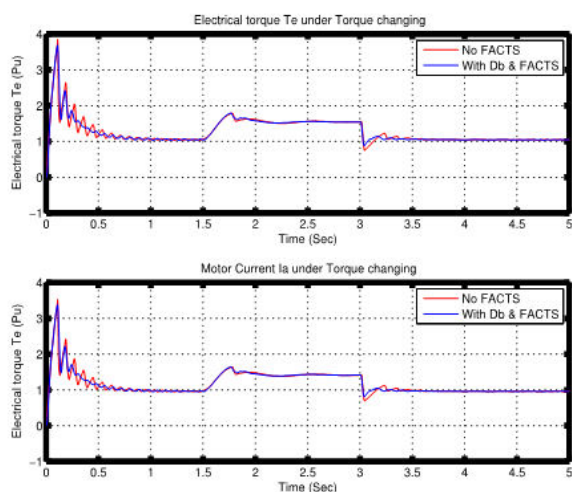 Electrical torque Te under Torque changing
Electrical torque Te (Pu)
4
3
2
1
0
−1
No FACTS
With Db & FACTS
0 0.5 1 1.5 2 2.5 3 3.5 4 4.5 5
Time (Sec)
Motor Current Ia under Torque changing
Electrical torque Te (Pu)
4
3
2
1
0
−1
No FACTS
With Db & FACTS
0 0.5 1 1.5 2 2.5 3 3.5 4 4.5 5
Time (Sec)